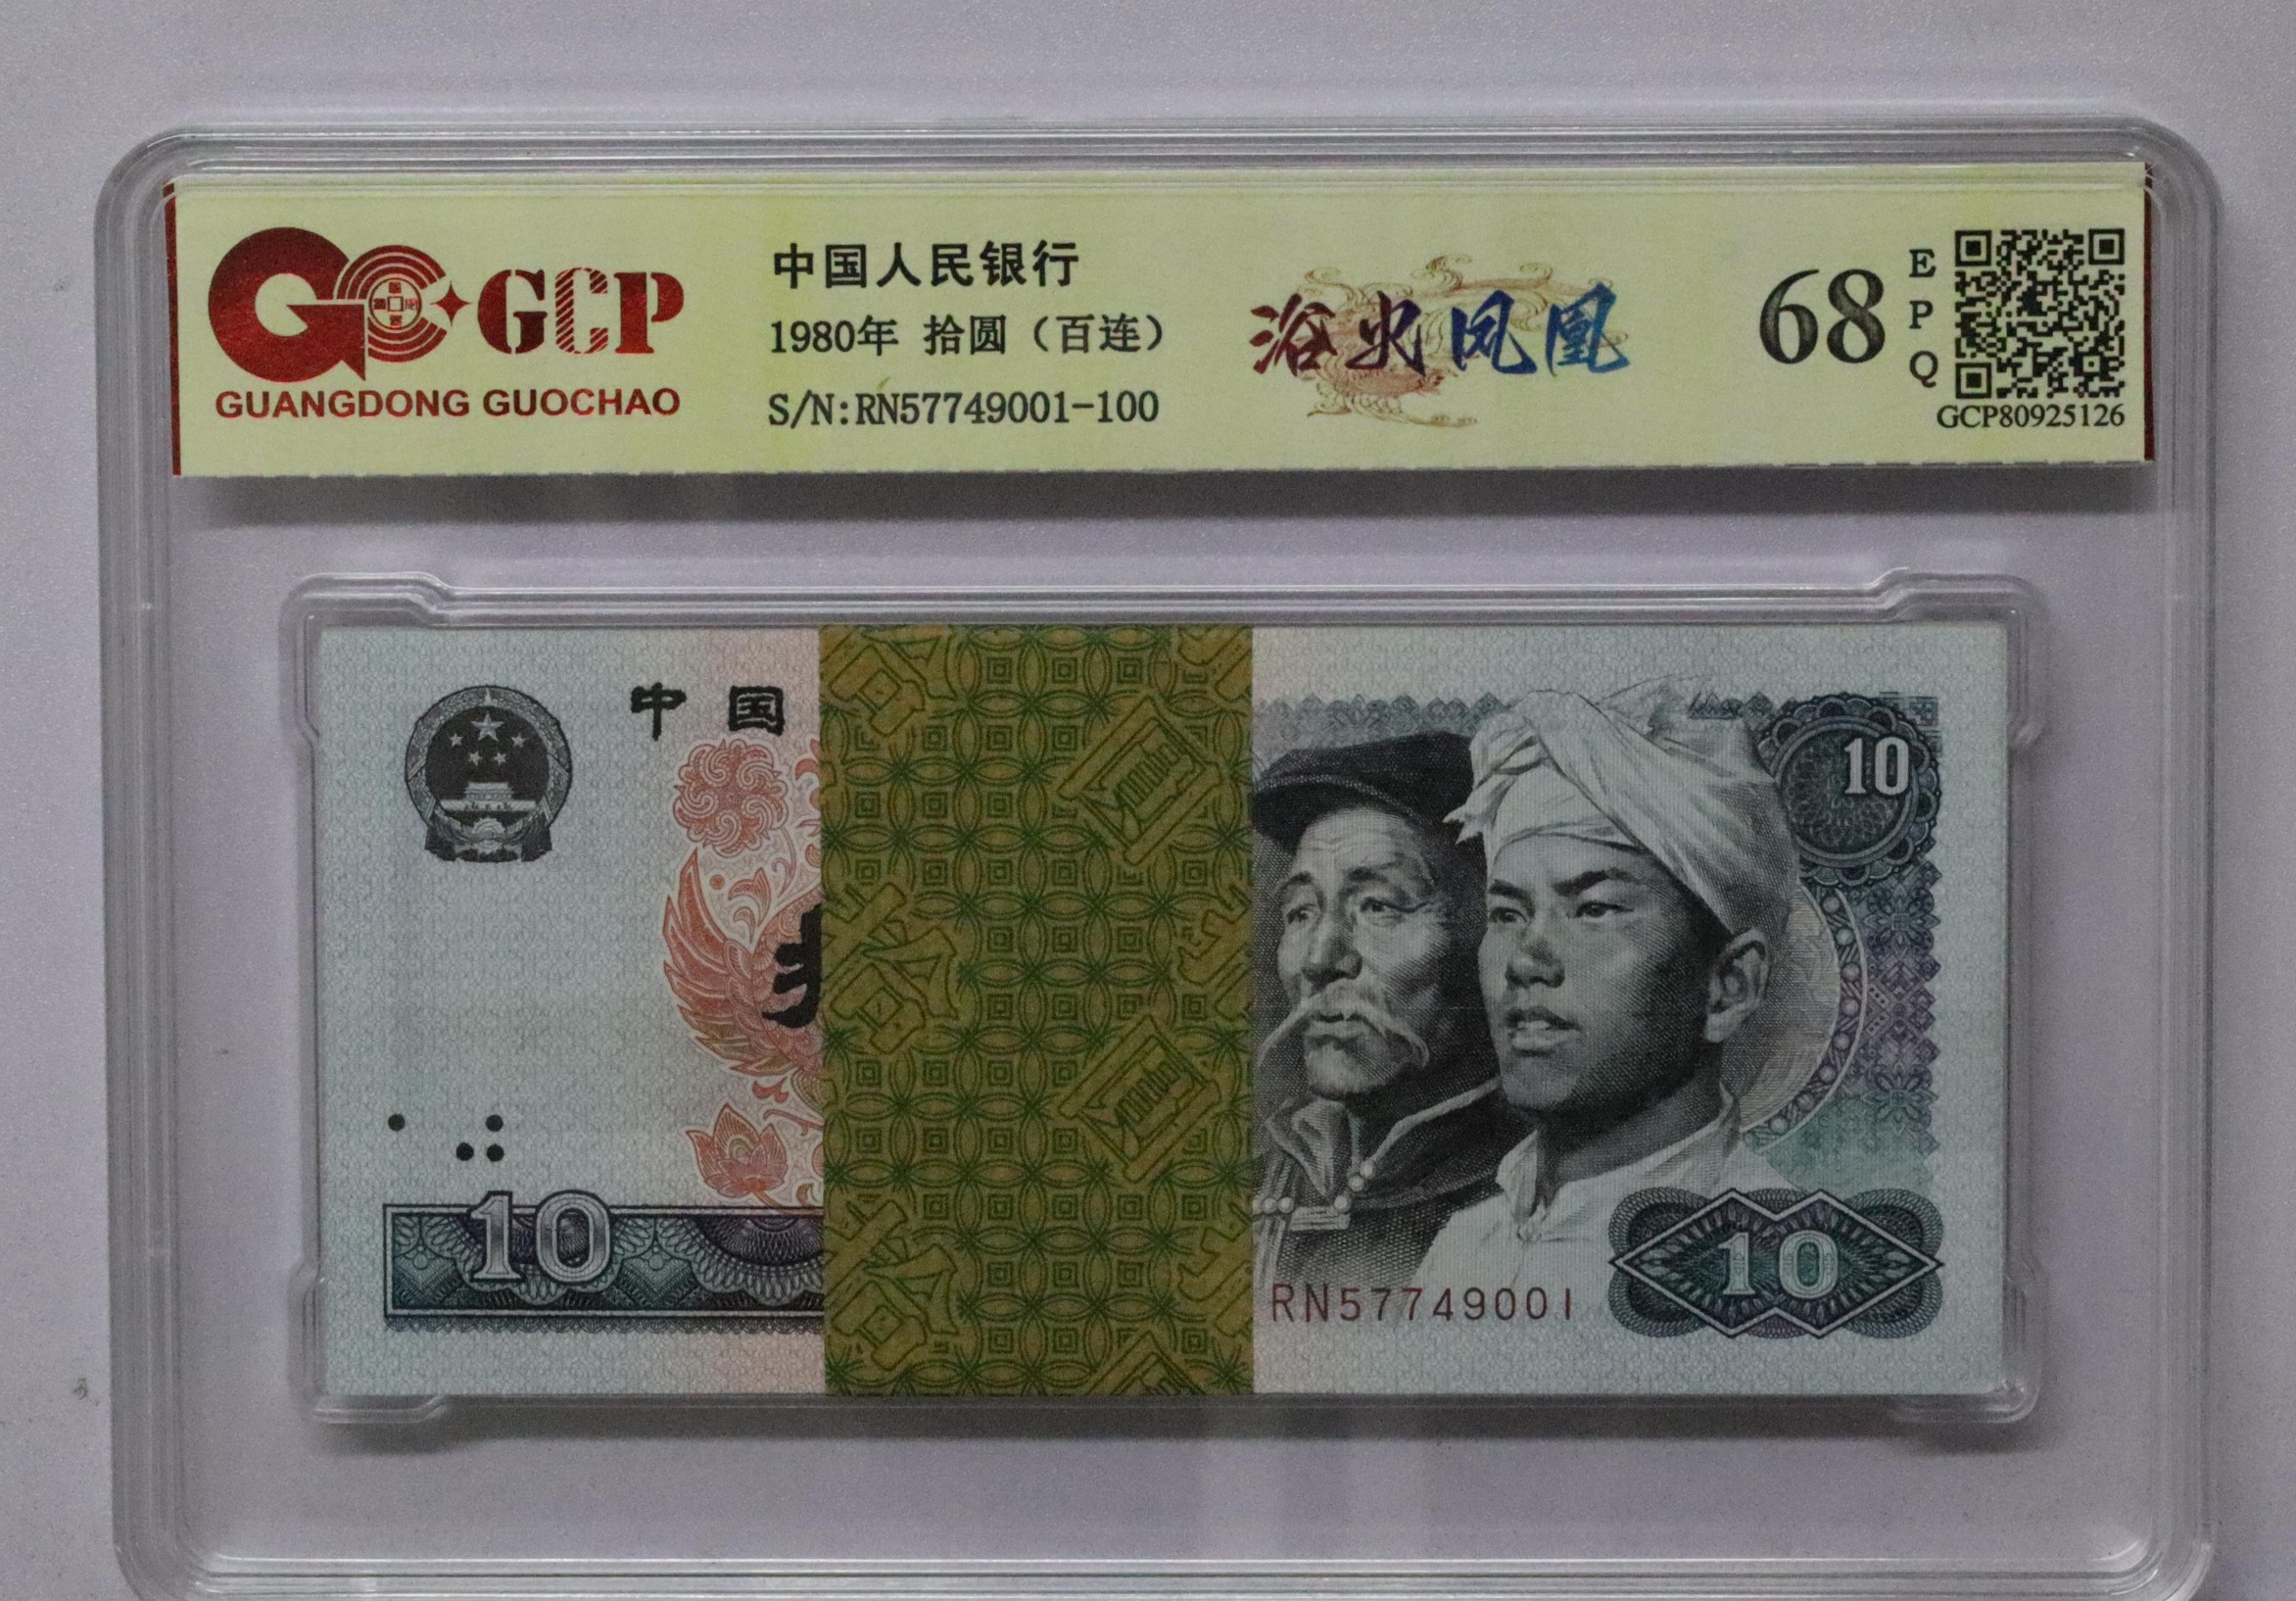 GCP
GUANGDONG GUOCHAO
中国人民银行
1980年 拾圆（百连）
S/N:RN57749001-100
浴火凤凰
68
E
P
Q
GCP80925126
中国
10
10
RN57749001
10